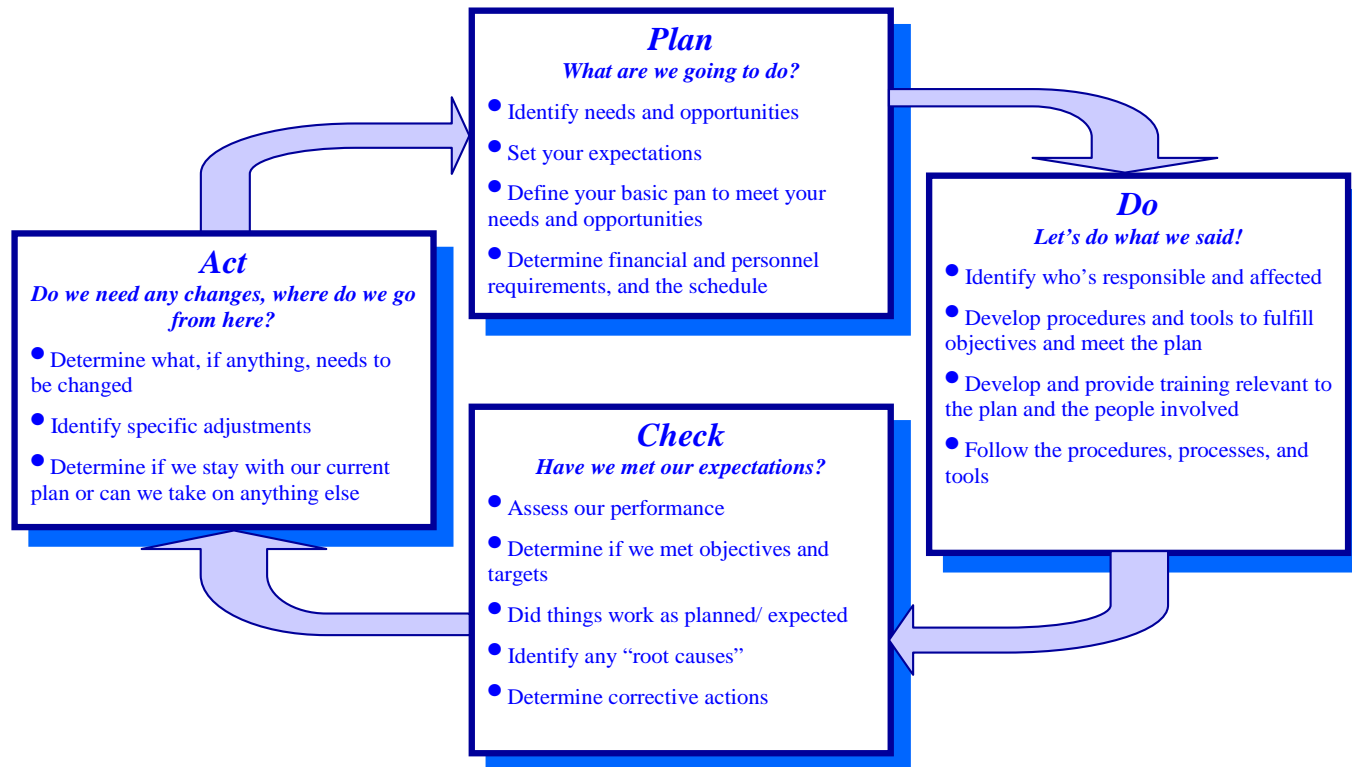 Plan
What are we going to do?
● Identify needs and opportunities
● Set your expectations
● Define your basic pan to meet your
needs and opportunities
● Determine financial and personnel
requirements, and the schedule
Do
Let’s do what we said!
● Identify who’s responsible and affected
● Develop procedures and tools to fulfill
objectives and meet the plan
● Develop and provide training relevant to
the plan and the people involved
● Follow the procedures, processes, and
tools
Check
Have we met our expectations?
● Assess our performance
● Determine if we met objectives and
targets
● Did things work as planned/ expected
● Identify any “root causes”
● Determine corrective actions
Act
Do we need any changes, where do we go
from here?
● Determine what, if anything, needs to
be changed
● Identify specific adjustments
● Determine if we stay with our current
plan or can we take on anything else